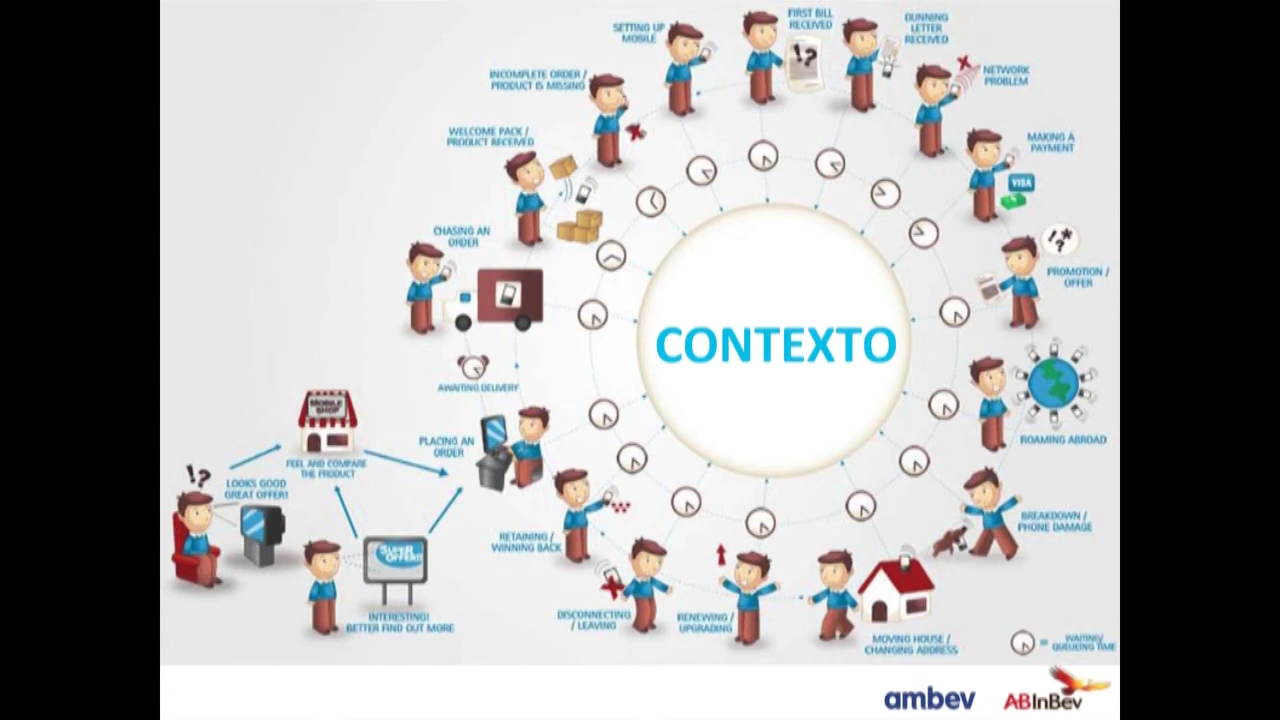 FIRST BILL
RECEIVED
DUNNING
LETTER
RECEIVED
SETTING UP
MOBILE
NETWORK
PROBLEM
INCOMPLETE ORDER /
PRODUCT IS MISSING
!?
MAKING A
PAYMENT
WELCOME PACK /
PRODUCT RECEIVED
VISA
CHASING AN
ORDER
!?*
PROMOTION /
OFFER
CONTEXTO
AWAITING DELIVERY
MOBILE
SHOP
ROAMING ABROAD
PLACING AN
ORDER
FEEL AND COMPARE
THE PRODUCT
!?
LOOKS GOOD
GREAT OFFER!
BREAKDOWN /
PHONE DAMAGE
RETAINING /
WINNING BACK
SUPER
OFFER!!
INTERESTING!
BETTER FIND OUT MORE
DISCONNECTING
/ LEAVING
RENEWING /
UPGRADING
MOVING HOUSE /
CHANGING ADDRESS
= WAITING/
QUEUEING TIME
ambev
ABInBev